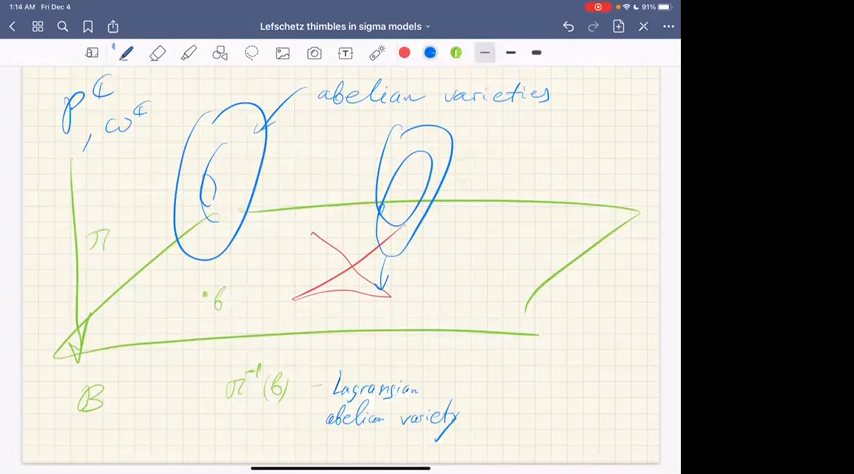 1:14 AM Fri Dec 4
91%
Lefschetz thimbles in sigma models
abelian varieties
P^ℂ, ω^ℂ
π
b
B
π⁻¹(b) - Lagrangian
abelian variety